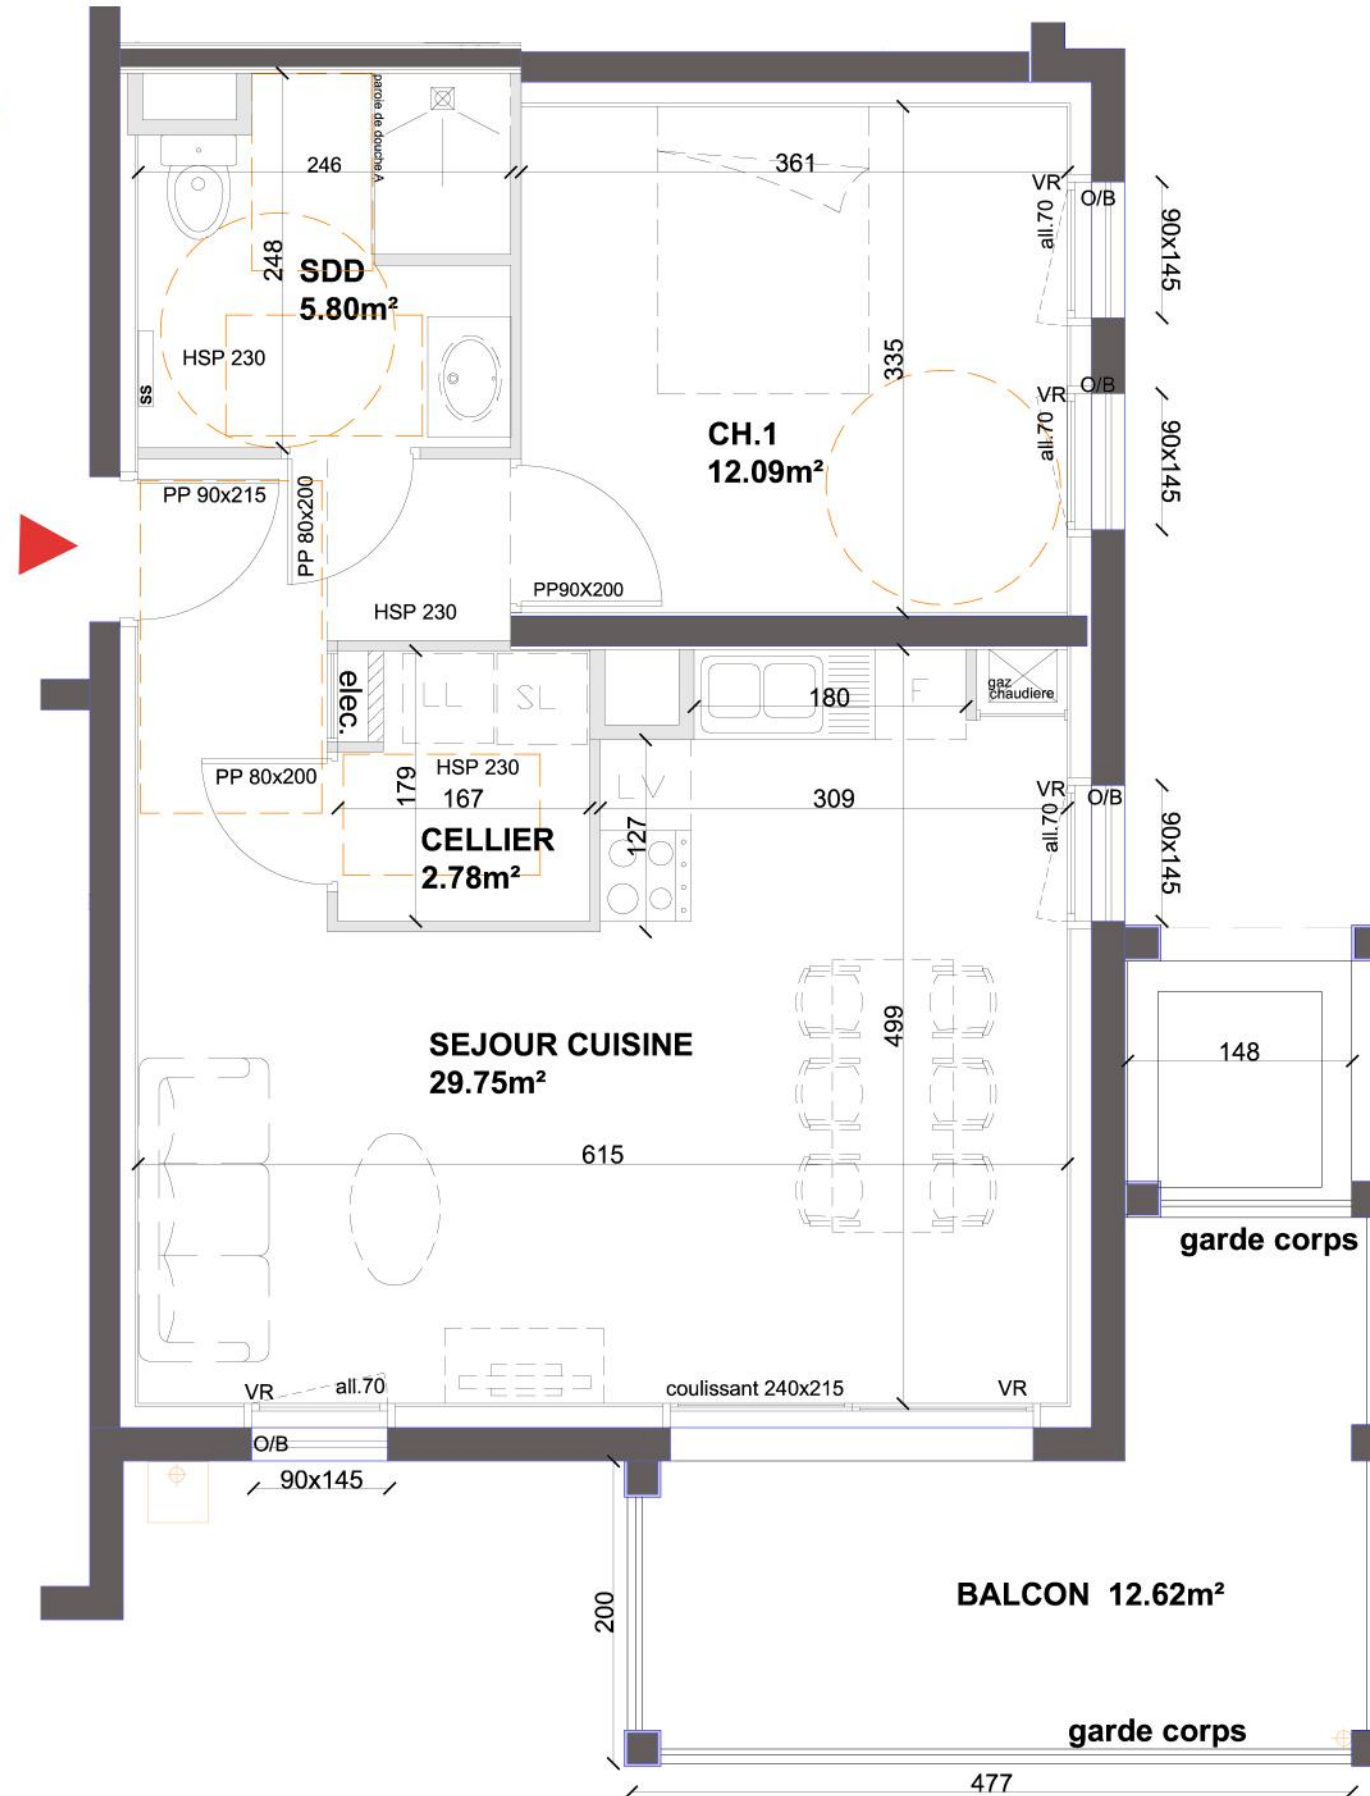 paroie de douche A
246
361
VR
O/B
all.70
90x145
248
SDD
5.80m²
HSP 230
335
ss
VR
O/B
all.70
90x145
CH.1
12.09m²
PP 90x215
PP 80x200
PP90X200
HSP 230
elec.
LL
SL
180
F
gaz
chaudiere
PP 80x200
179
HSP 230
167
LV
127
309
VR
O/B
all.70
90x145
CELLIER
2.78m²
499
SEJOUR CUISINE
29.75m²
148
615
garde corps
VR
all.70
coulissant 240x215
VR
O/B
90x145
200
BALCON 12.62m²
garde corps
477